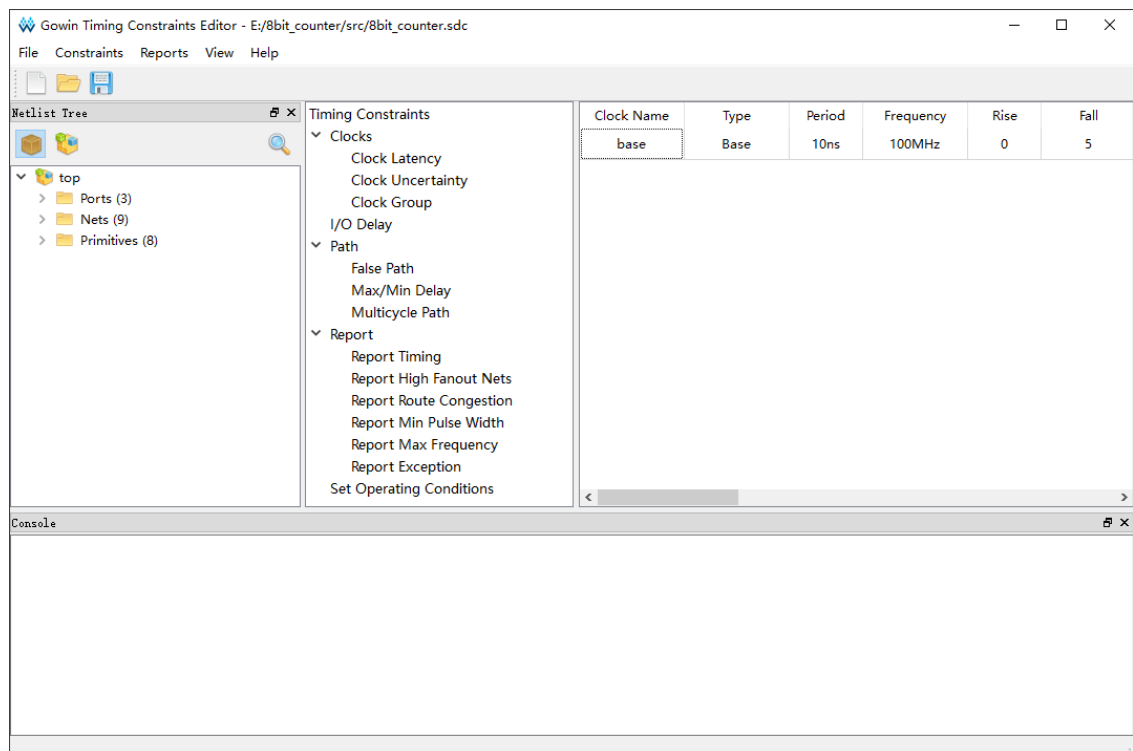 Gowin Timing Constraints Editor - E:/8bit_counter/src/8bit_counter.sdc
File Constraints Reports View Help
Netlist Tree
top
Ports (3)
Nets (9)
Primitives (8)
Timing Constraints
Clocks
Clock Latency
Clock Uncertainty
Clock Group
I/O Delay
Path
False Path
Max/Min Delay
Multicycle Path
Report
Report Timing
Report High Fanout Nets
Report Route Congestion
Report Min Pulse Width
Report Max Frequency
Report Exception
Set Operating Conditions
Clock Name Type Period Frequency Rise Fall
base Base 10ns 100MHz 0 5
Console